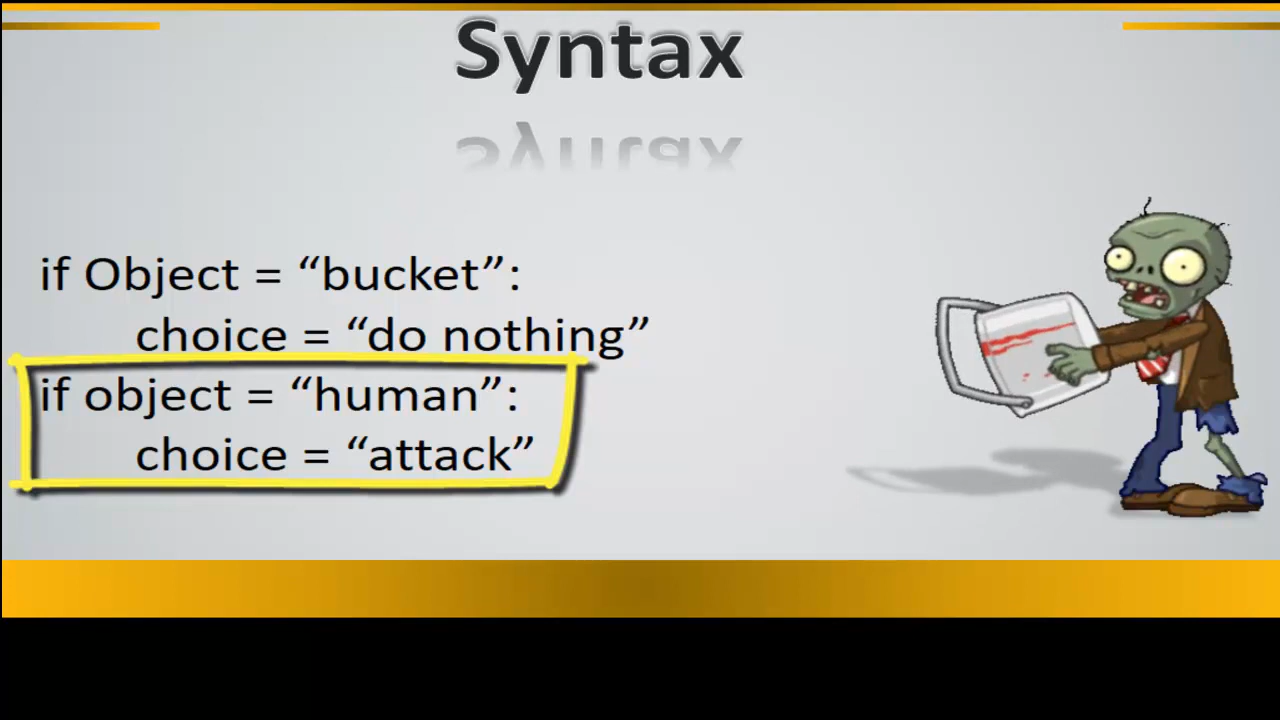 Syntax
if Object = “bucket”:
choice = “do nothing”
if object = “human”:
choice = “attack”